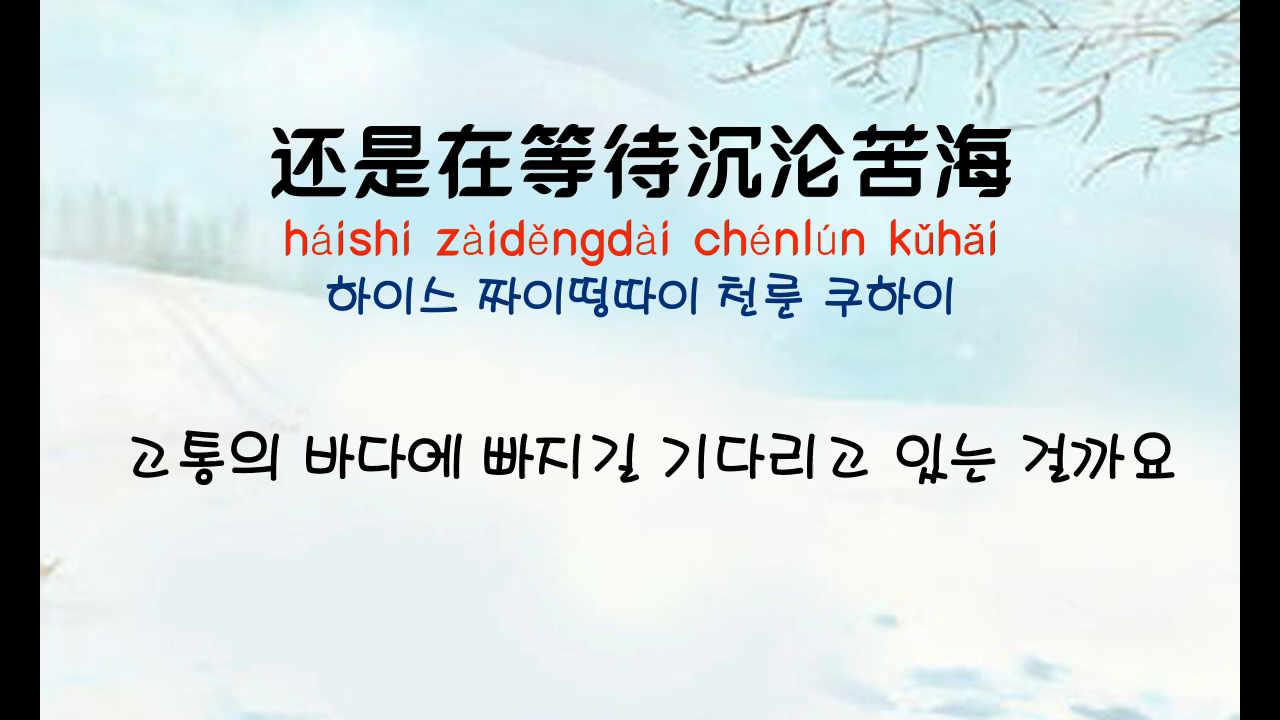 还是在等待沉沦苦海
háishi zàiděngdài chénlún kǔhǎi
하이스 짜이떵따이 천룬 쿠하이
고통의 바다에 빠지길 기다리고 있는 걸까요